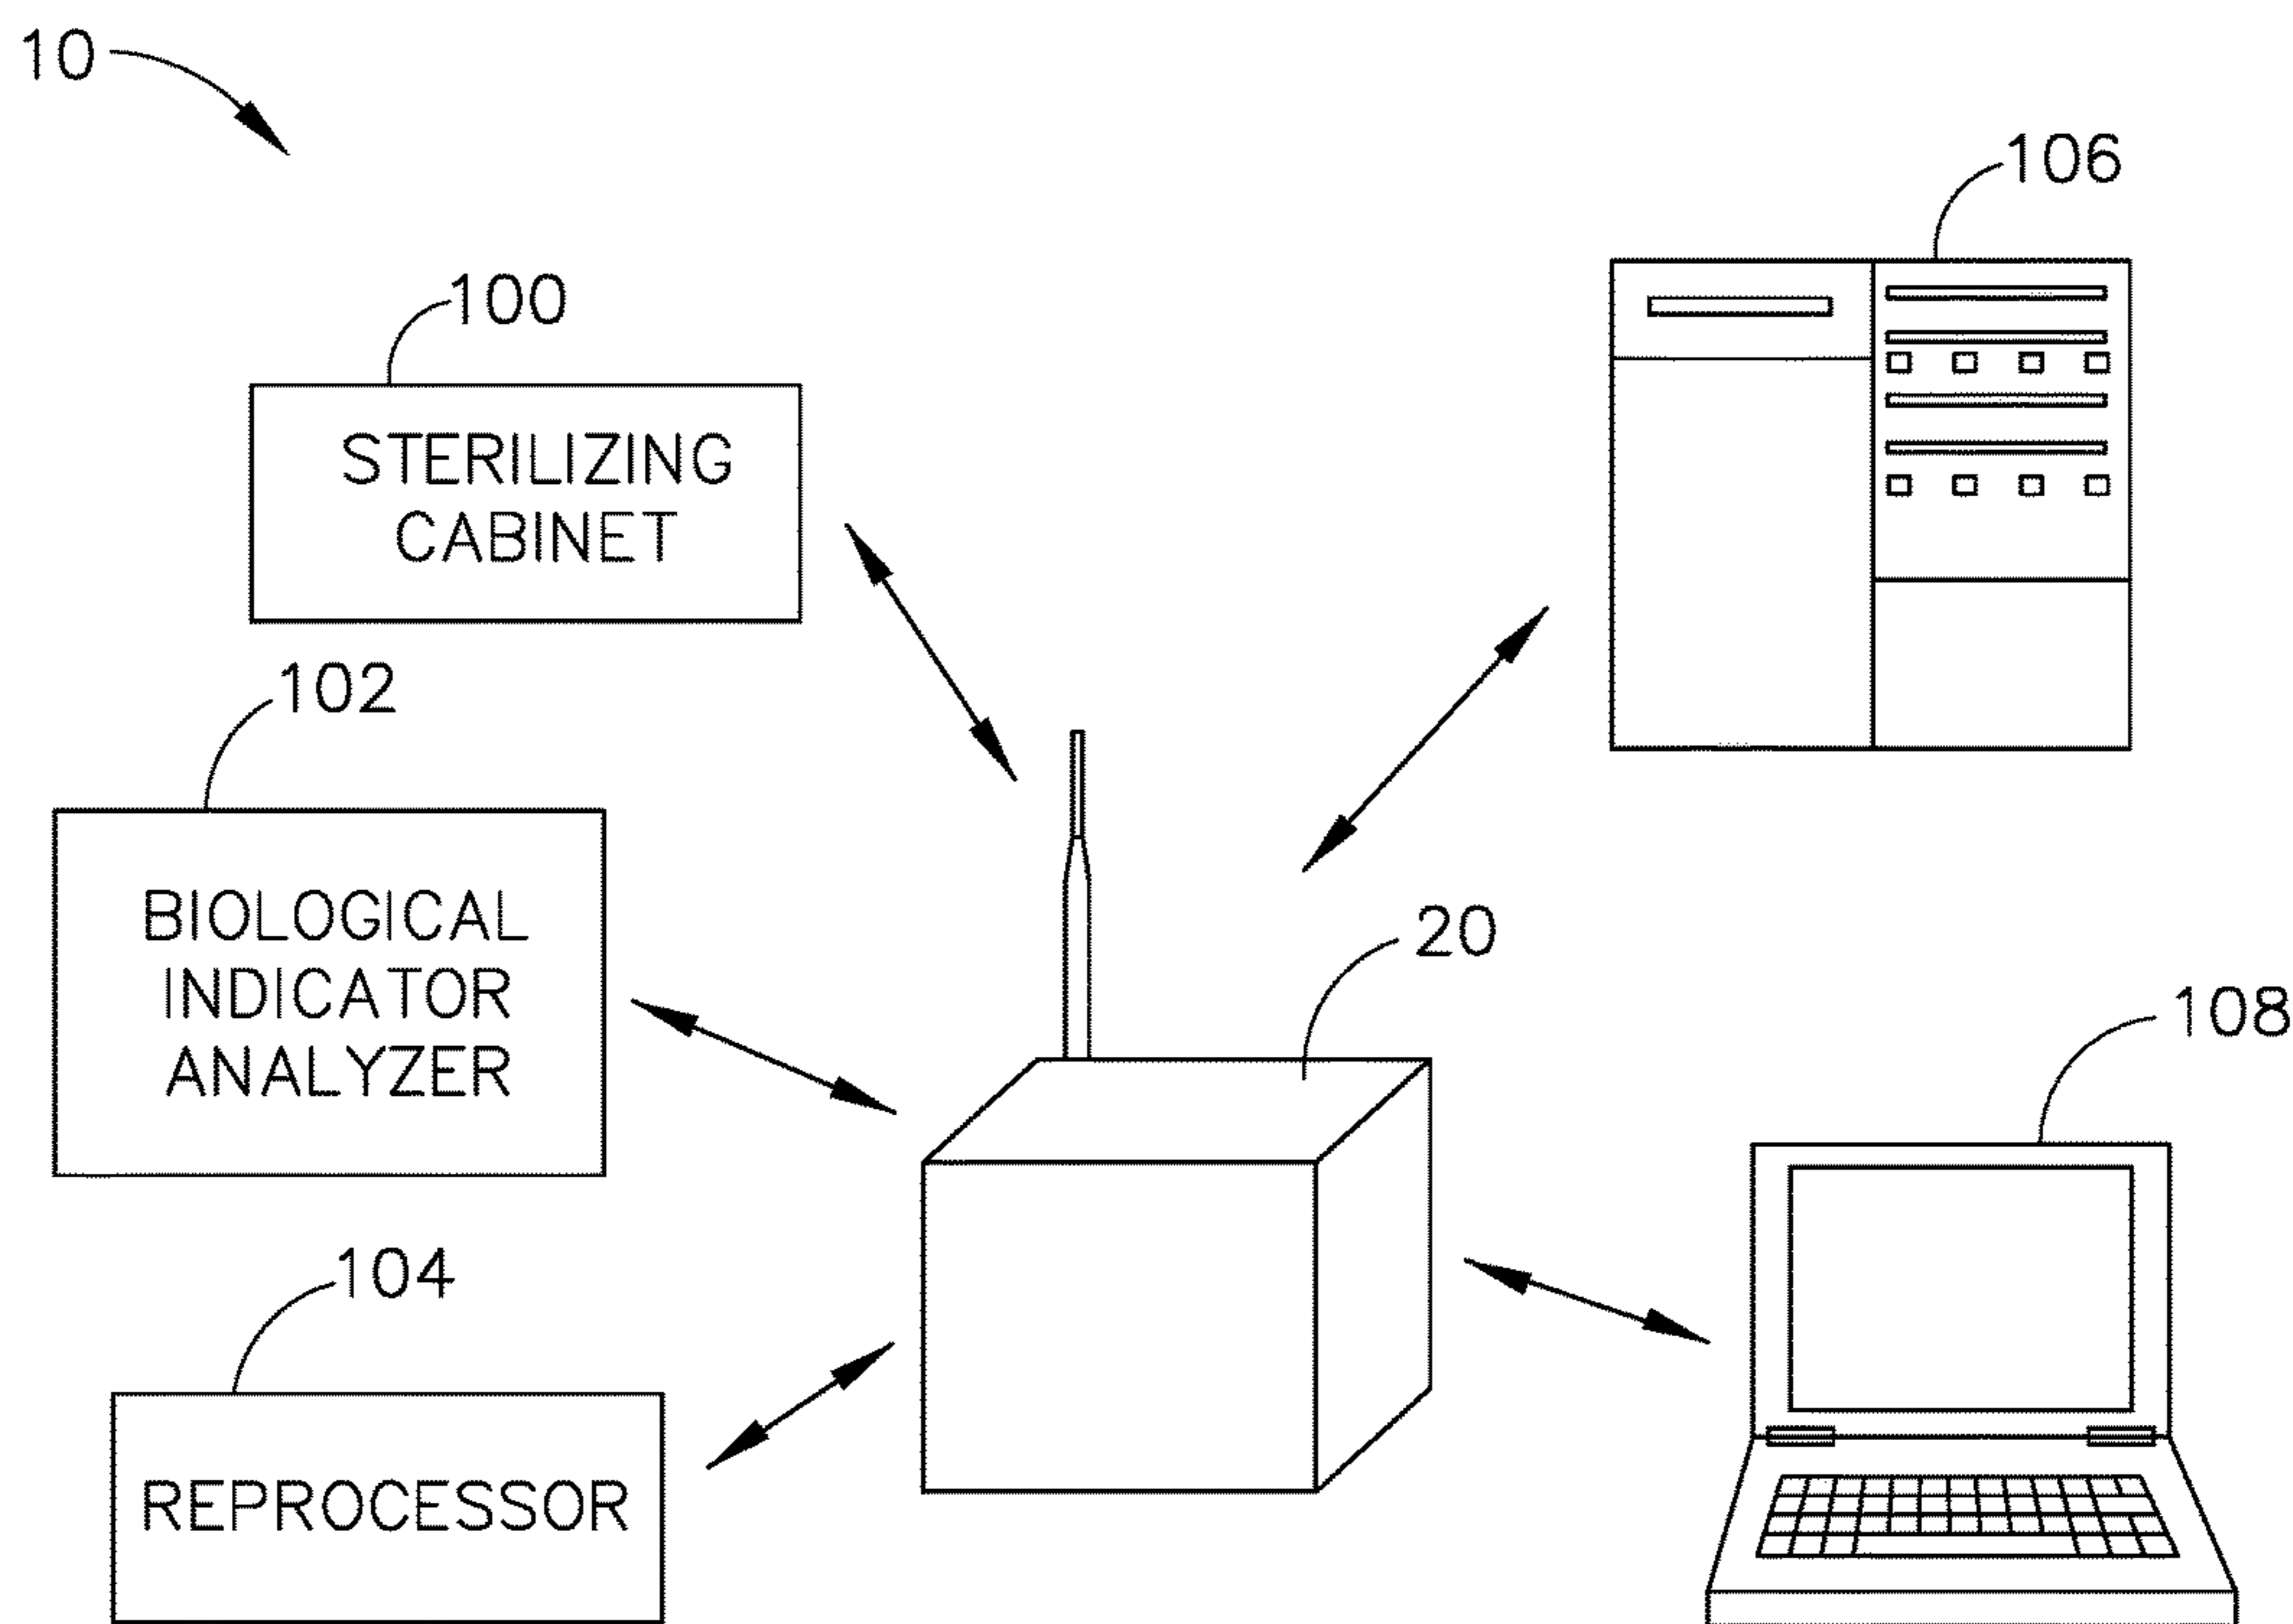 10
106
100
STERILIZING
CABINET
102
BIOLOGICAL
INDICATOR
ANALYZER
20
108
104
REPROCESSOR